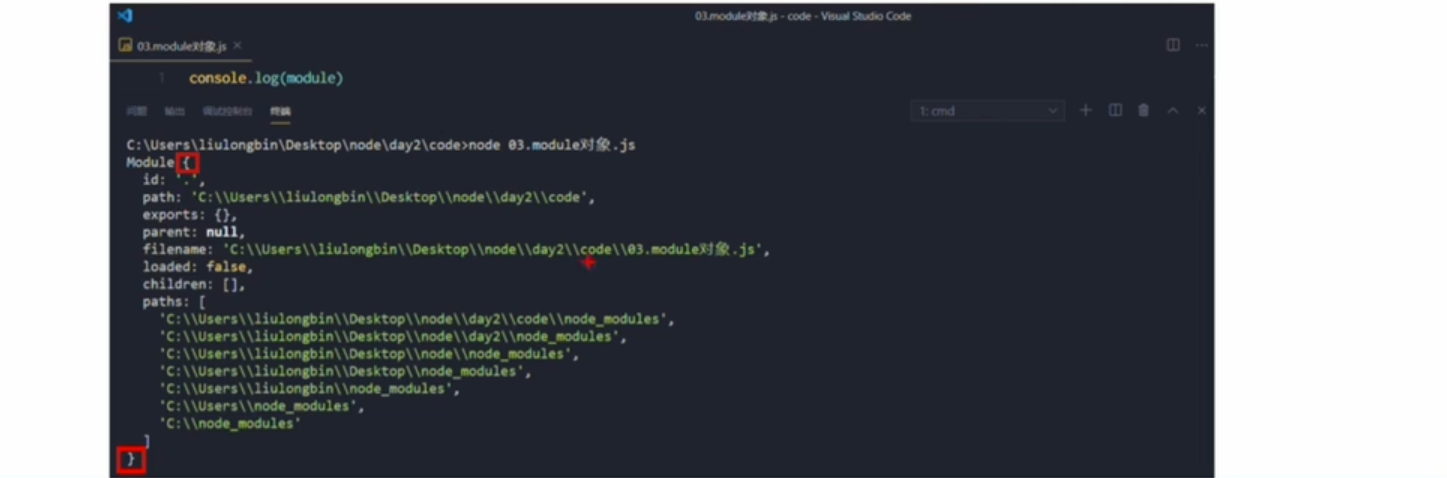 03.module对象.js - code - Visual Studio Code
03.module对象.js
1 console.log(module)
问题 输出 调试控制台 终端
1: cmd
C:\Users\liulongbin\Desktop\node\day2\code>node 03.module对象.js
Module {
id: '.',
path: 'C:\\Users\\liulongbin\\Desktop\\node\\day2\\code',
exports: {},
parent: null,
filename: 'C:\\Users\\liulongbin\\Desktop\\node\\day2\\code\\03.module对象.js',
loaded: false,
children: [],
paths: [
'C:\\Users\\liulongbin\\Desktop\\node\\day2\\code\\node_modules',
'C:\\Users\\liulongbin\\Desktop\\node\\day2\\node_modules',
'C:\\Users\\liulongbin\\Desktop\\node\\node_modules',
'C:\\Users\\liulongbin\\Desktop\\node_modules',
'C:\\Users\\liulongbin\\node_modules',
'C:\\Users\\node_modules',
'C:\\node_modules'
]
}